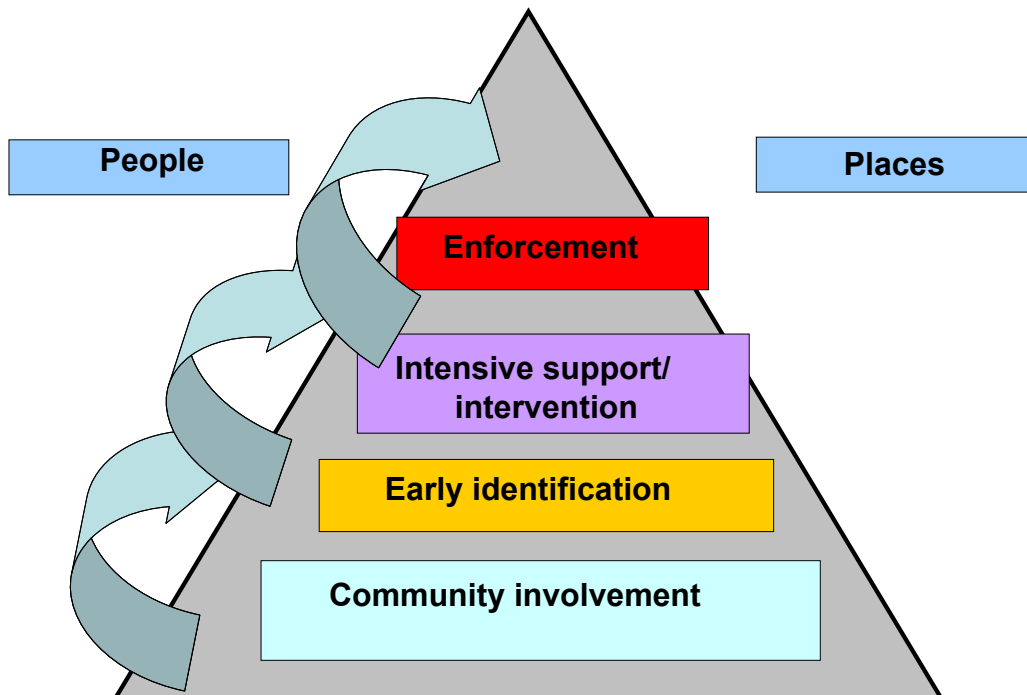 People
Places
Enforcement
Intensive support/
intervention
Early identification
Community involvement